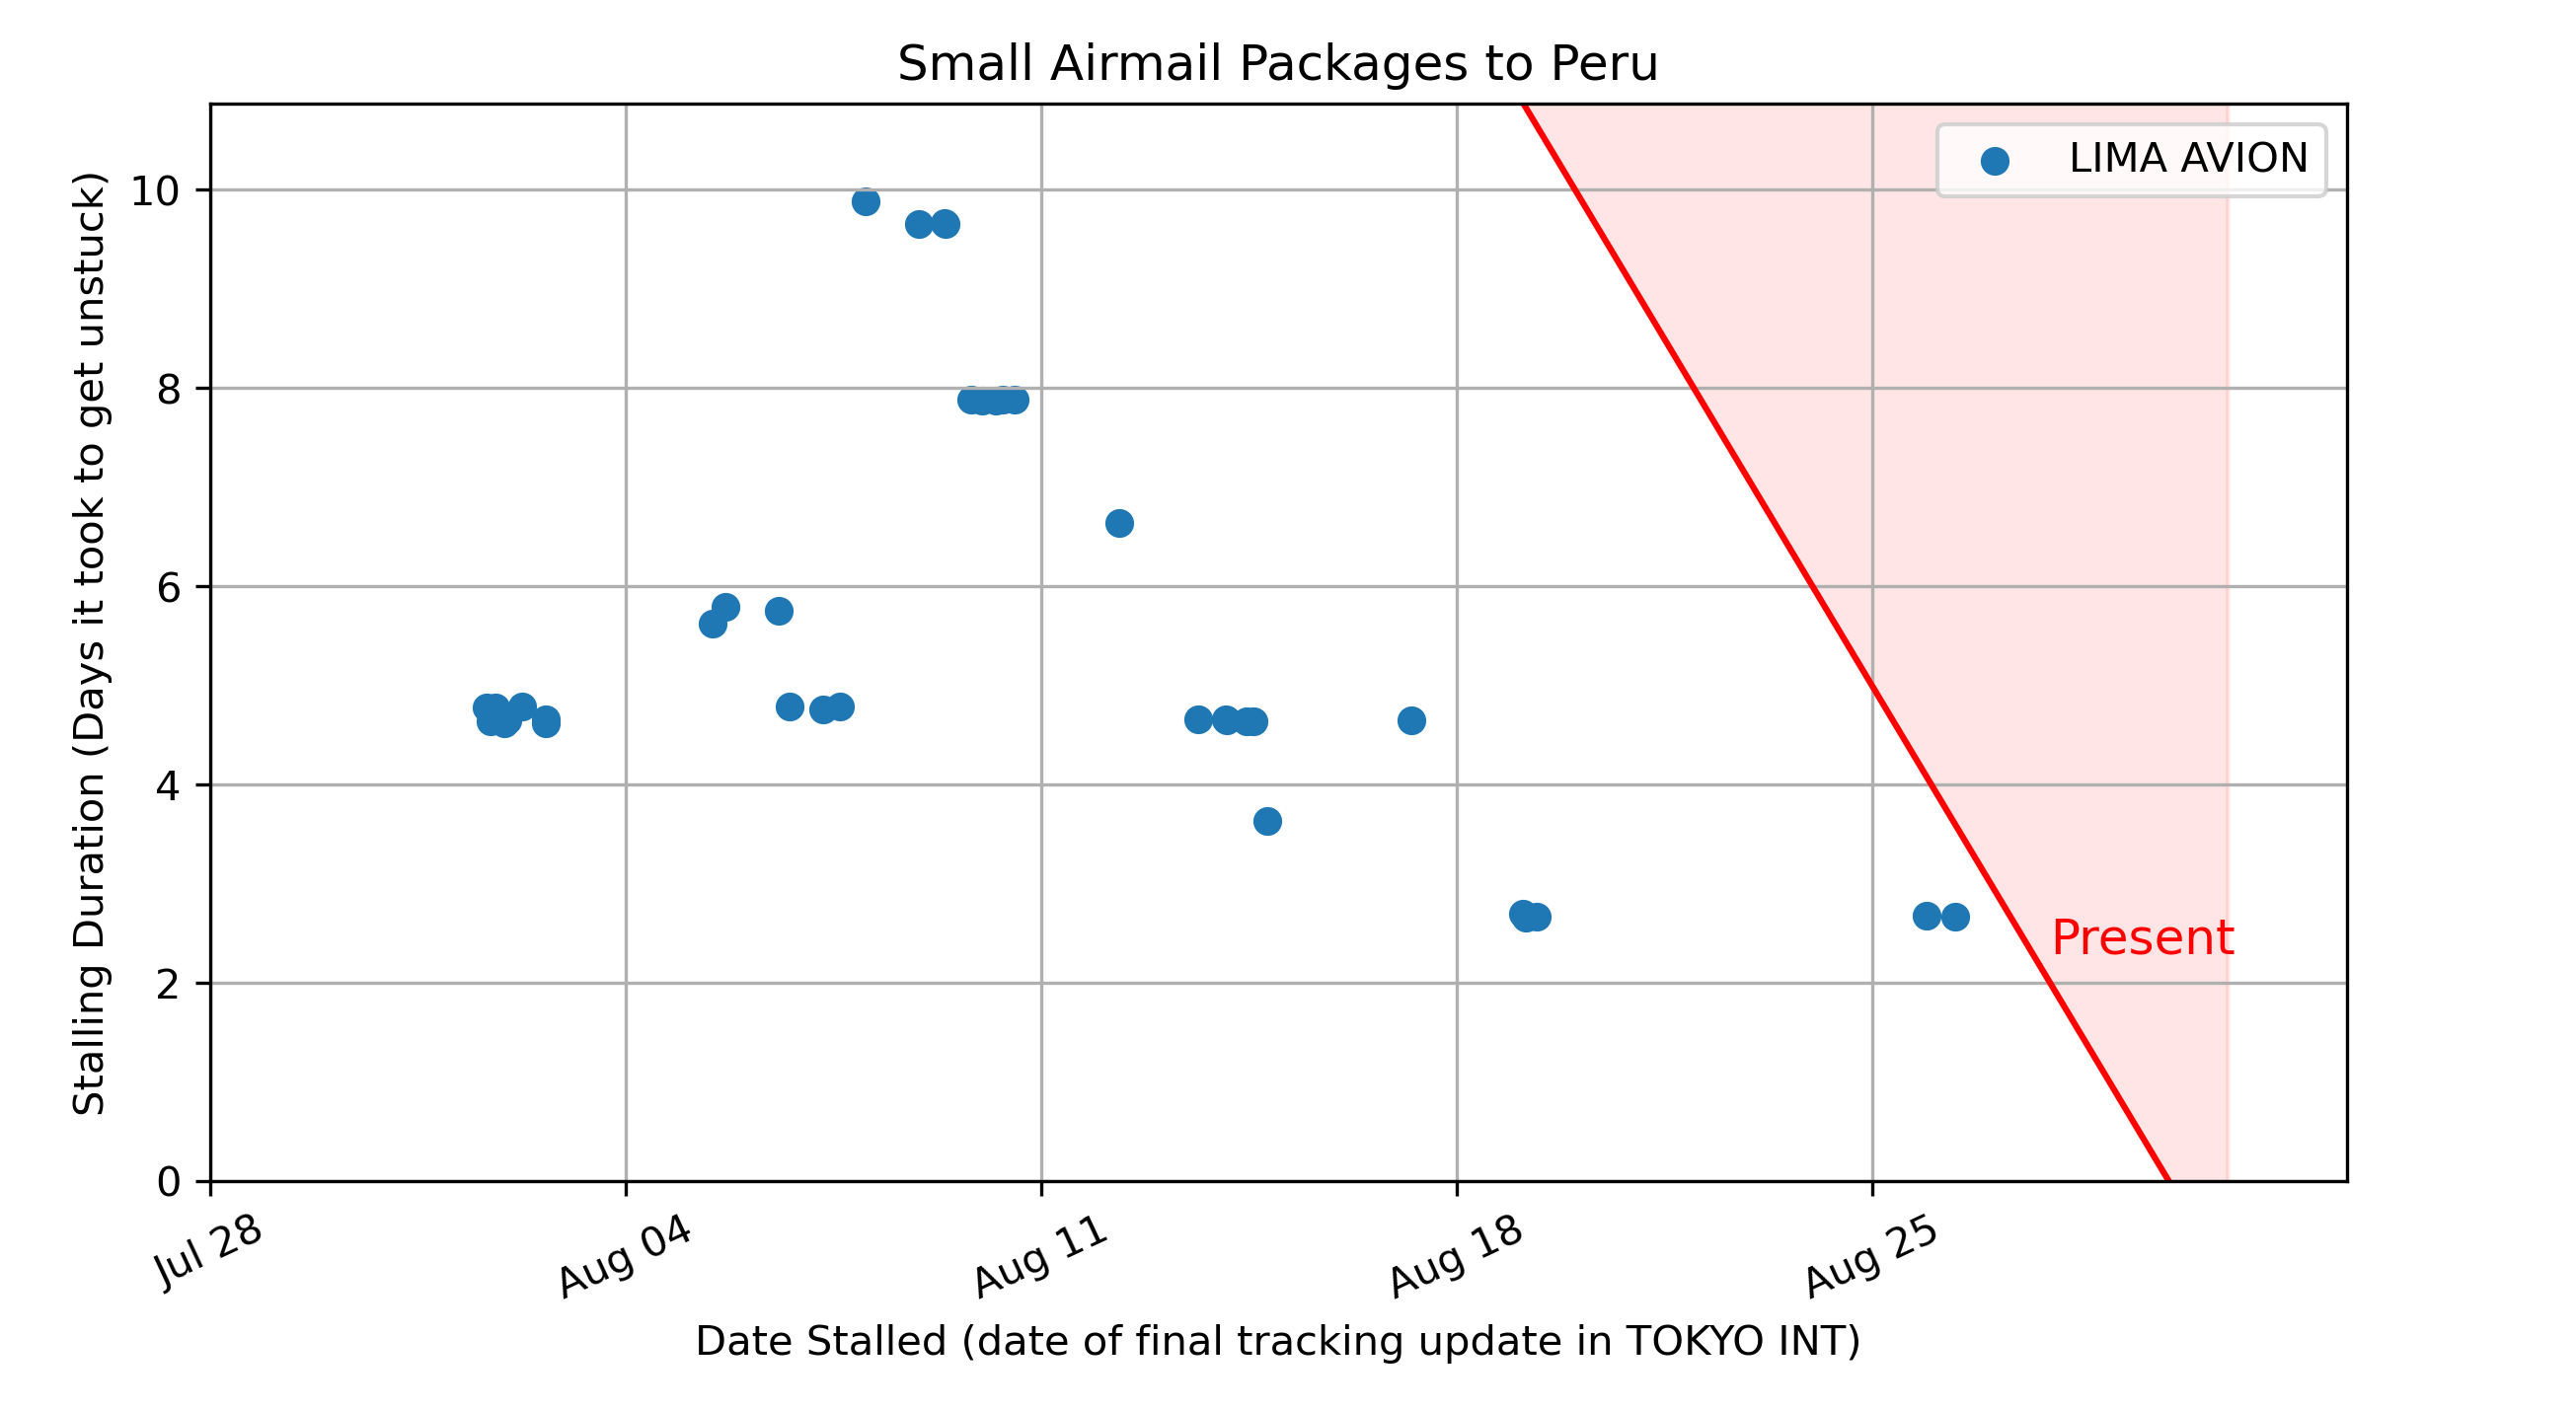 Small Airmail Packages to Peru
LIMA AVION
Stalling Duration (Days it took to get unstuck)
10
8
6
4
2
0
Present
Jul 28
Aug 04
Aug 11
Aug 18
Aug 25
Date Stalled (date of final tracking update in TOKYO INT)